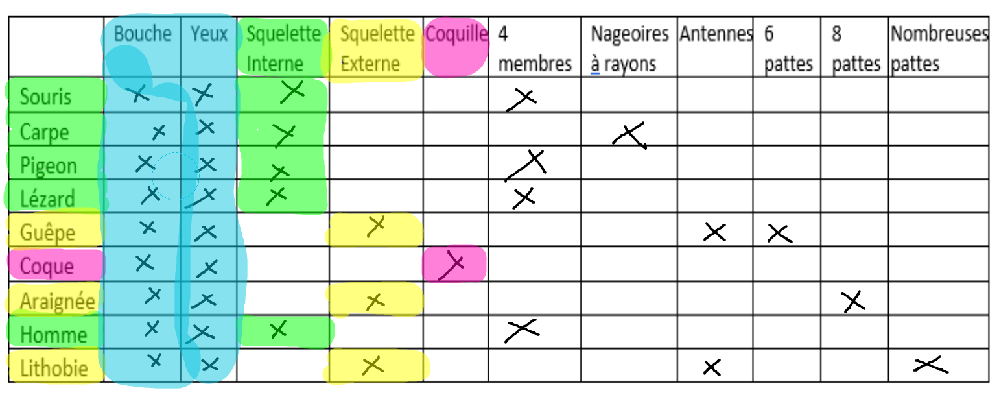 Bouche Yeux Squelette Squelette Coquille 4 Nageoires Antennes 6 8 Nombreuses
Interne Externe membres à rayons pattes pattes pattes
Souris X X X X
Carpe X X X X
Pigeon X X X X
Lézard X X X X
Guêpe X X X X X
Coque X X X
Araignée X X X X
Homme X X X X
Lithobie X X X X X